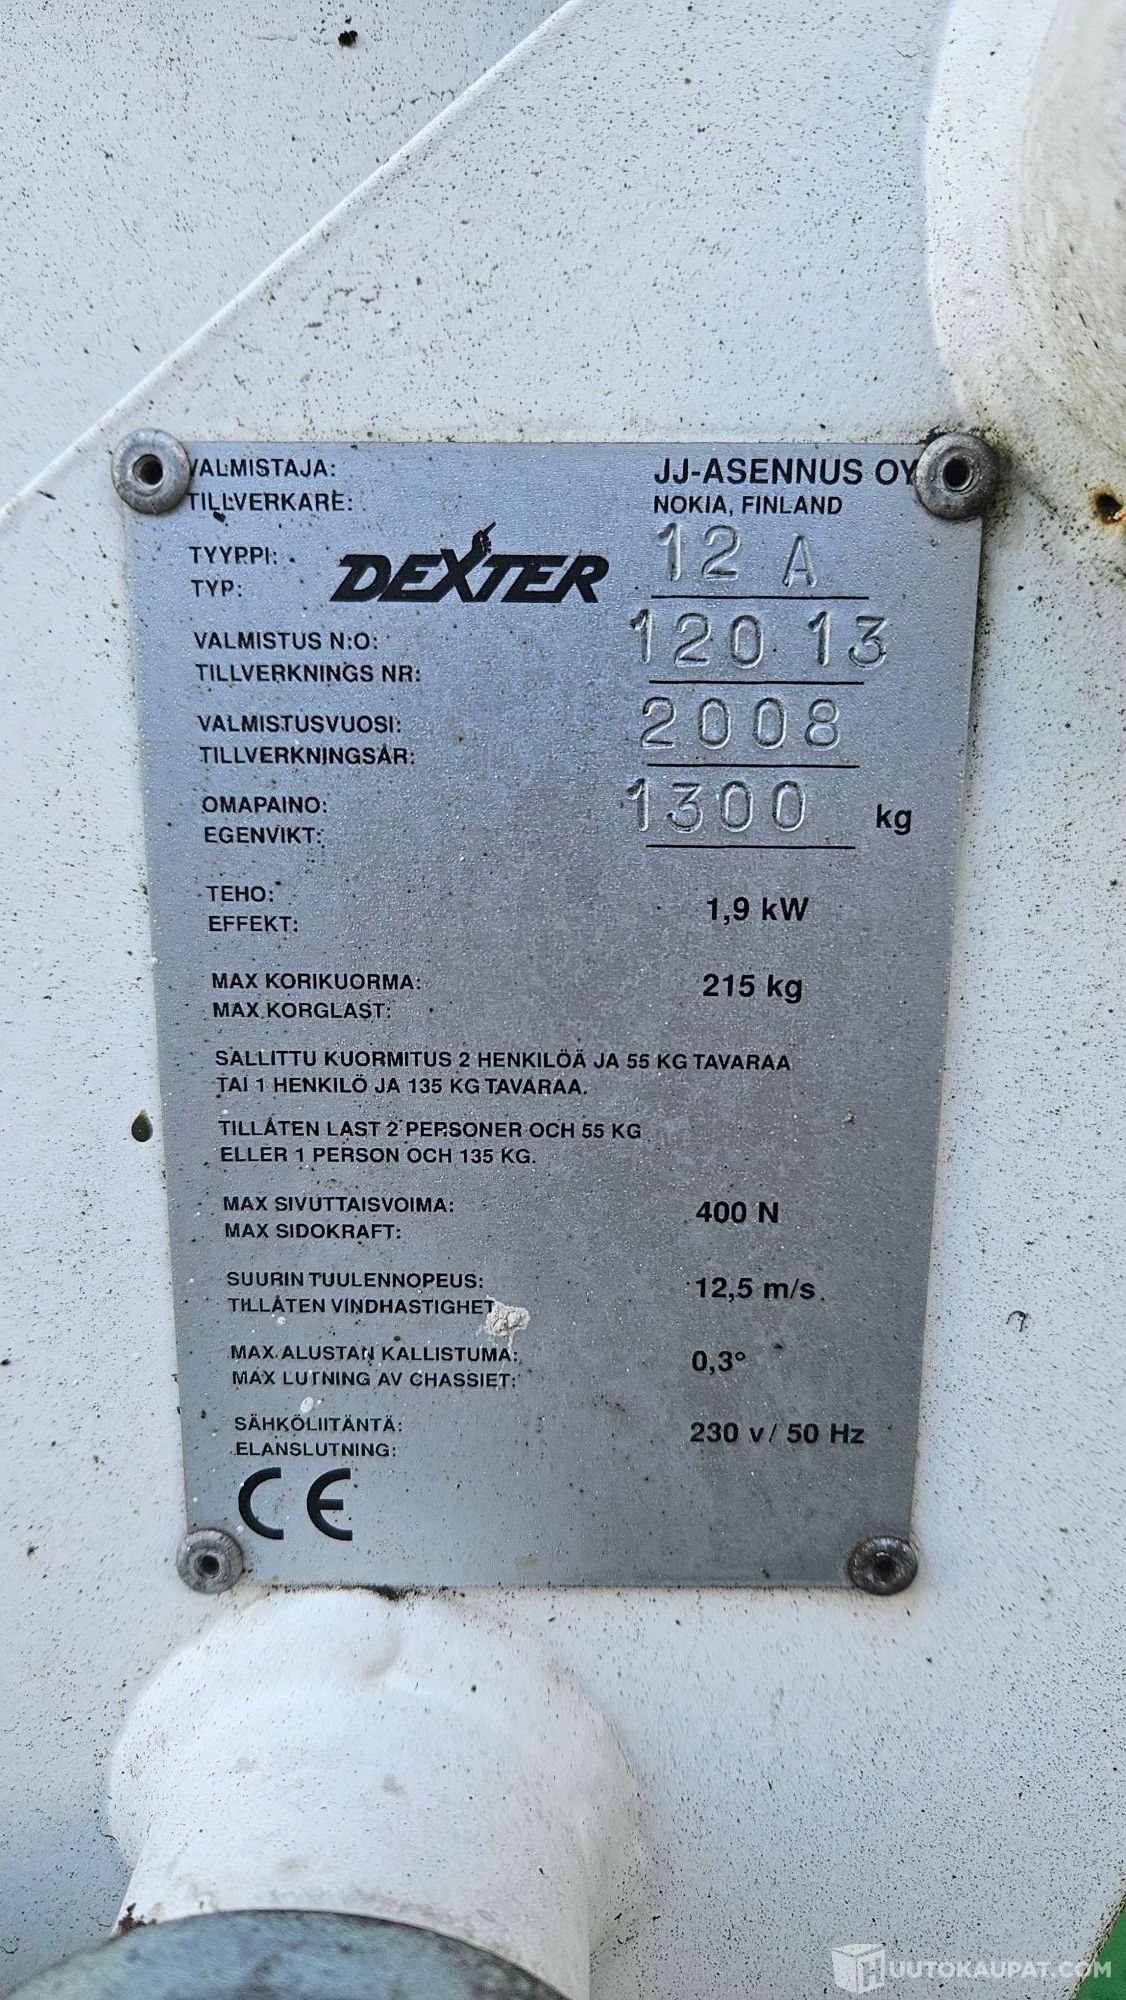 VALMISTAJA: JJ-ASENNUS OY
TILLVERKARE: NOKIA, FINLAND
TYYPPI: DEXTER 12 A
TYP:
VALMISTUS N:O: 120 13
TILLVERKNINGS NR:
VALMISTUSVUOSI: 2008
TILLVERKNINGSÅR:
OMAPAINO: 1300 kg
EGENVIKT:
TEHO: 1,9 kW
EFFEKT:
MAX KORIKUORMA: 215 kg
MAX KORGLAST:
SALLITTU KUORMITUS 2 HENKILÖÄ JA 55 KG TAVARAA
TAI 1 HENKILÖ JA 135 KG TAVARAA.
TILLÅTEN LAST 2 PERSONER OCH 55 KG
ELLER 1 PERSON OCH 135 KG.
MAX SIVUTTAISVOIMA: 400 N
MAX SIDOKRAFT:
SUURIN TUULENNOPEUS: 12,5 m/s
TILLÅTEN VINDHASTIGHET
MAX ALUSTAN KALLISTUMA: 0,3°
MAX LUTNING AV CHASSIET:
SÄHKÖLIITÄNTÄ: 230 v/ 50 Hz
ELANSLUTNING:
CE
HUUTOKAUPAT.COM